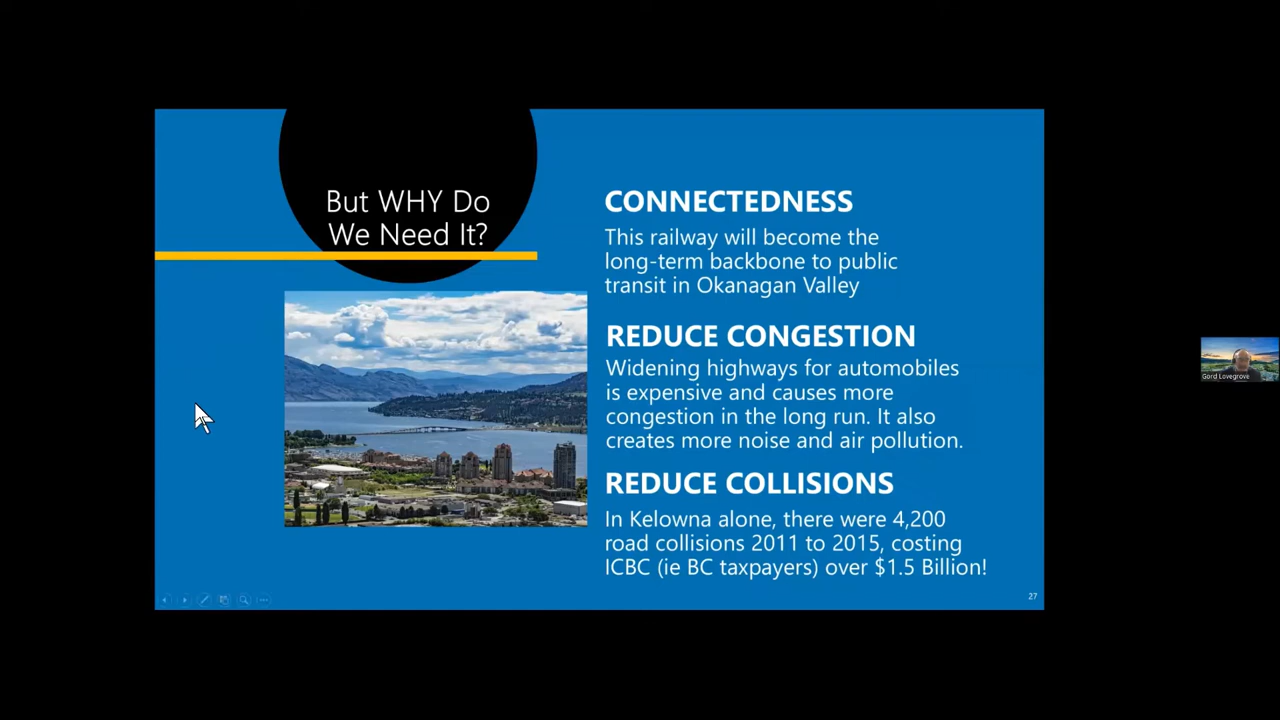 But WHY Do
We Need It?
CONNECTEDNESS
This railway will become the
long-term backbone to public
transit in Okanagan Valley
REDUCE CONGESTION
Widening highways for automobiles
is expensive and causes more
congestion in the long run. It also
creates more noise and air pollution.
REDUCE COLLISIONS
In Kelowna alone, there were 4,200
road collisions 2011 to 2015, costing
ICBC (ie BC taxpayers) over $1.5 Billion!
27
Gord Lovegrove